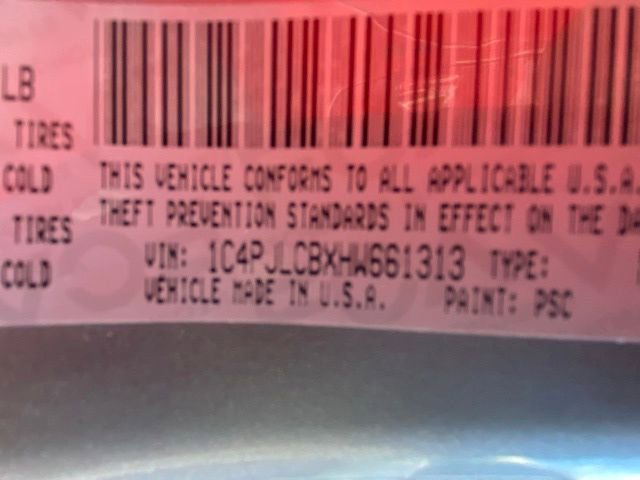 LB
TIRES
COLD
TIRES
COLD
THIS VEHICLE CONFORMS TO ALL APPLICABLE U.S.A.
THEFT PREVENTION STANDARDS IN EFFECT ON THE DA
VIN: 1C4PJLCBXHW661313 TYPE:
VEHICLE MADE IN U.S.A. PAINT: PSC